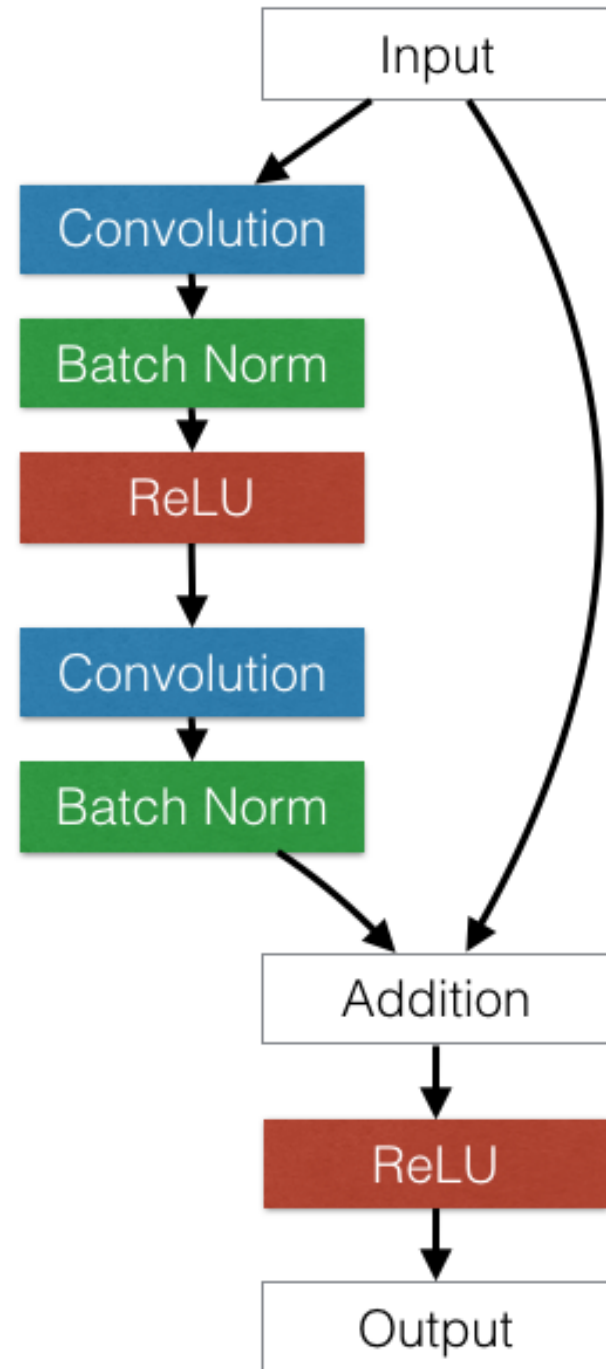 Input
Convolution
Batch Norm
ReLU
Convolution
Batch Norm
Addition
ReLU
Output